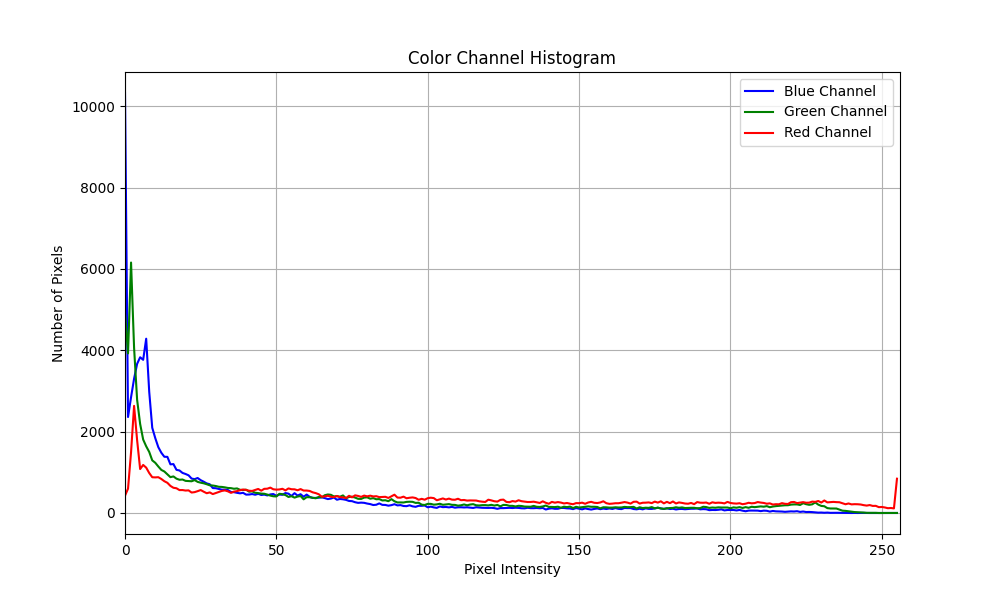 Color Channel Histogram
Blue Channel
Green Channel
Red Channel
Number of Pixels
10000
8000
6000
4000
2000
0
0
50
100
150
200
250
Pixel Intensity